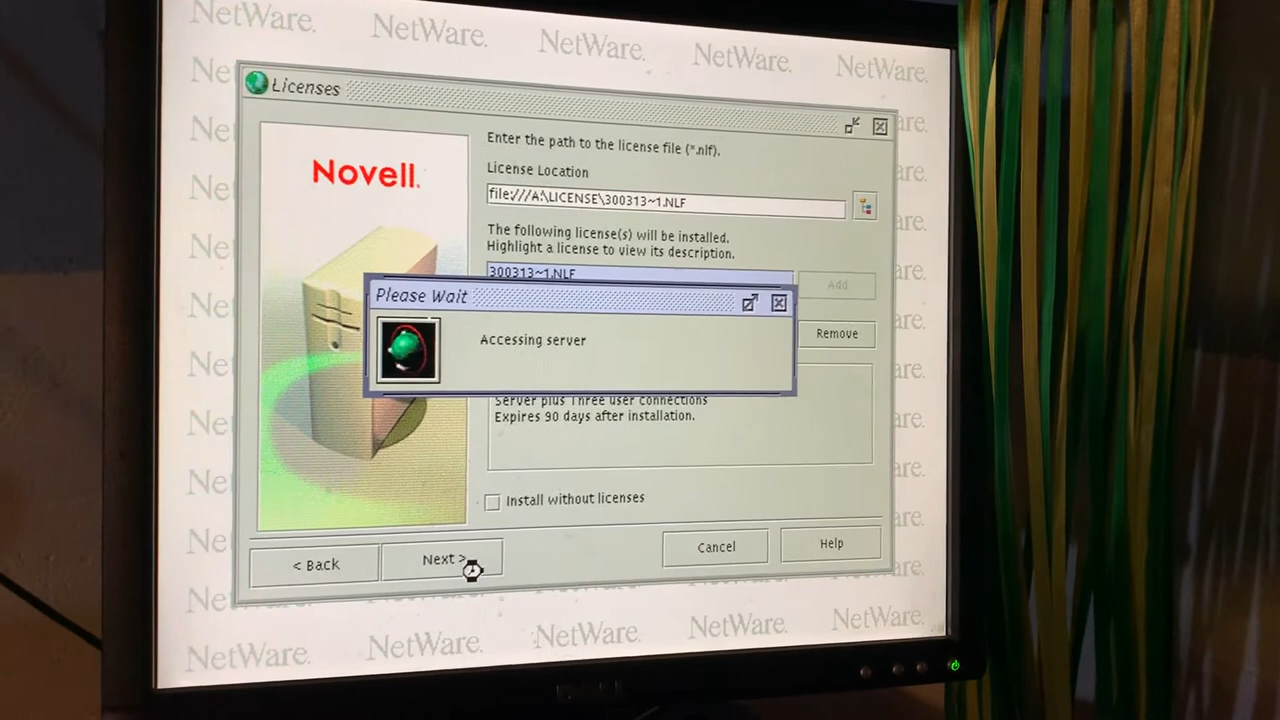 NetWare. NetWare. NetWare. NetWare. NetWare.
Licenses
Novell.
Enter the path to the license file (*.nlf).
License Location
file:///A:\LICENSE\300313~1.NLF
The following license(s) will be installed.
Highlight a license to view its description.
300313~1.NLF
Add
Please Wait
Accessing server
Remove
Server plus Three user connections
Expires 90 days after installation.
Install without licenses
< Back
Next >
Cancel
Help
NetWare. NetWare. NetWare. NetWare. NetWare.